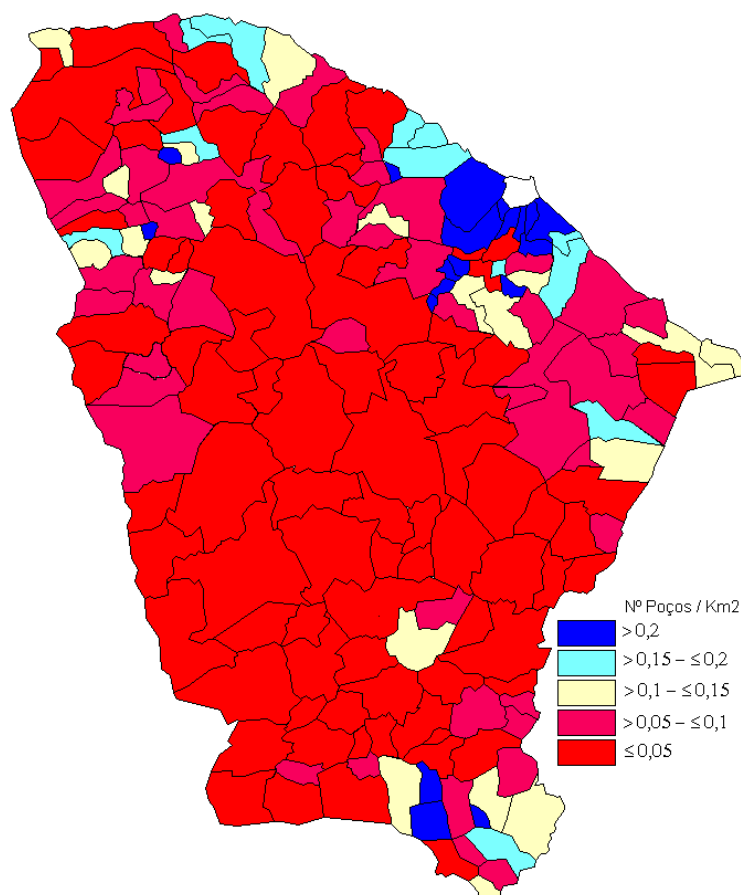 Nº Poços / Km2
>0,2
>0,15 – ≤0,2
>0,1 – ≤0,15
>0,05 – ≤0,1
≤0,05